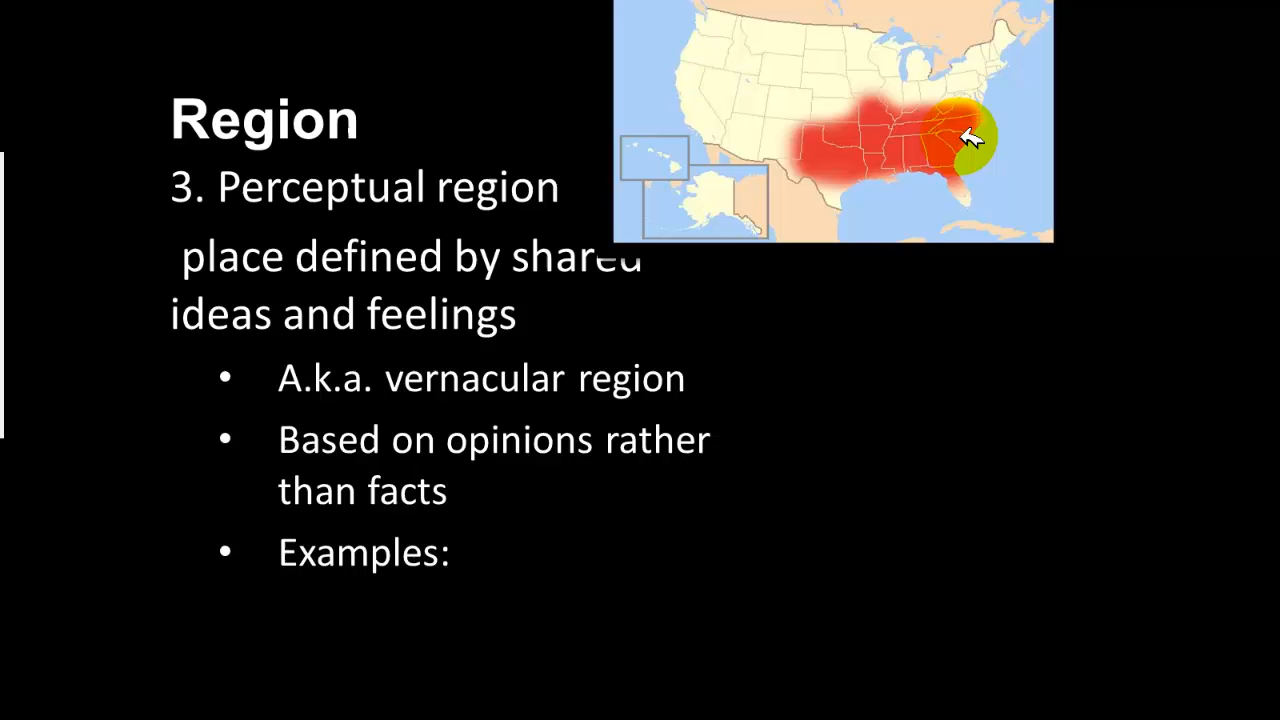 Region
3. Perceptual region
place defined by shared
ideas and feelings
• A.k.a. vernacular region
• Based on opinions rather
than facts
• Examples: